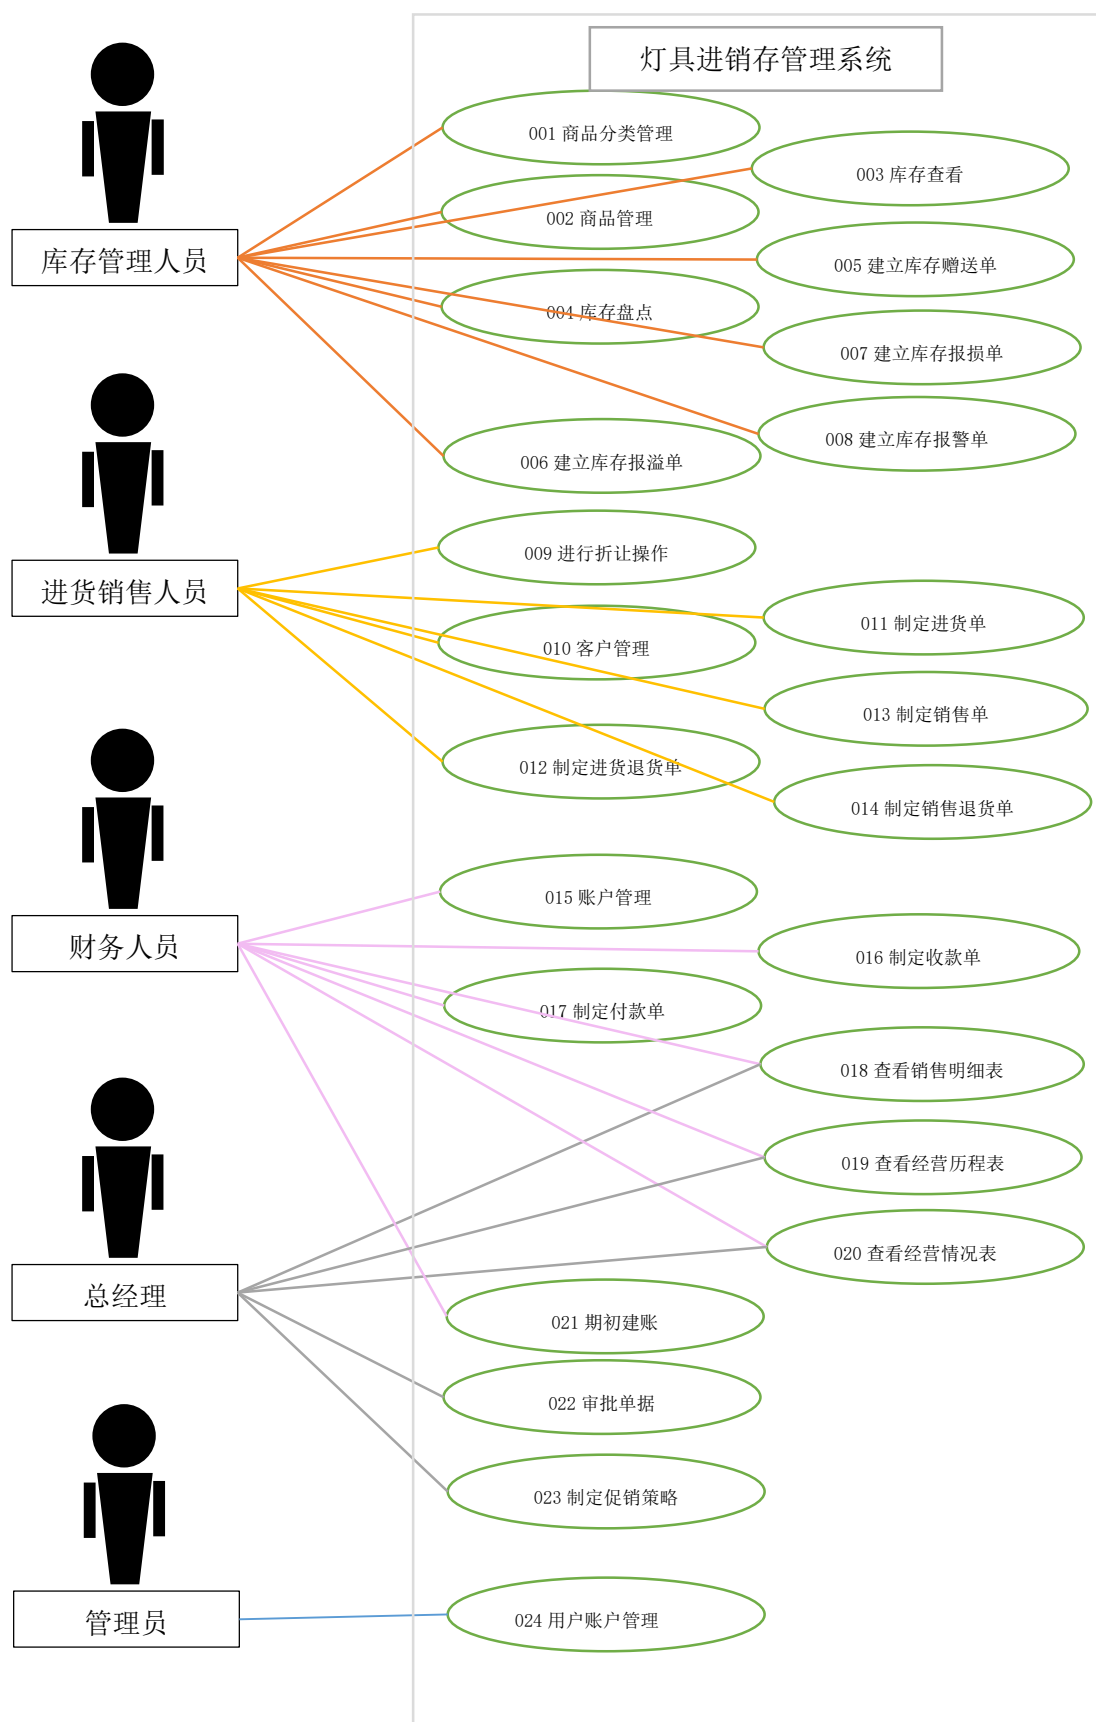 灯具进销存管理系统
001 商品分类管理
003 库存查看
002 商品管理
库存管理人员
005 建立库存赠送单
004 库存盘点
007 建立库存报损单
008 建立库存报警单
006 建立库存报溢单
009 进行折让操作
进货销售人员
011 制定进货单
010 客户管理
013 制定销售单
012 制定进货退货单
014 制定销售退货单
015 账户管理
财务人员
016 制定收款单
017 制定付款单
018 查看销售明细表
019 查看经营历程表
020 查看经营情况表
总经理
021 期初建账
022 审批单据
023 制定促销策略
管理员
024 用户账户管理